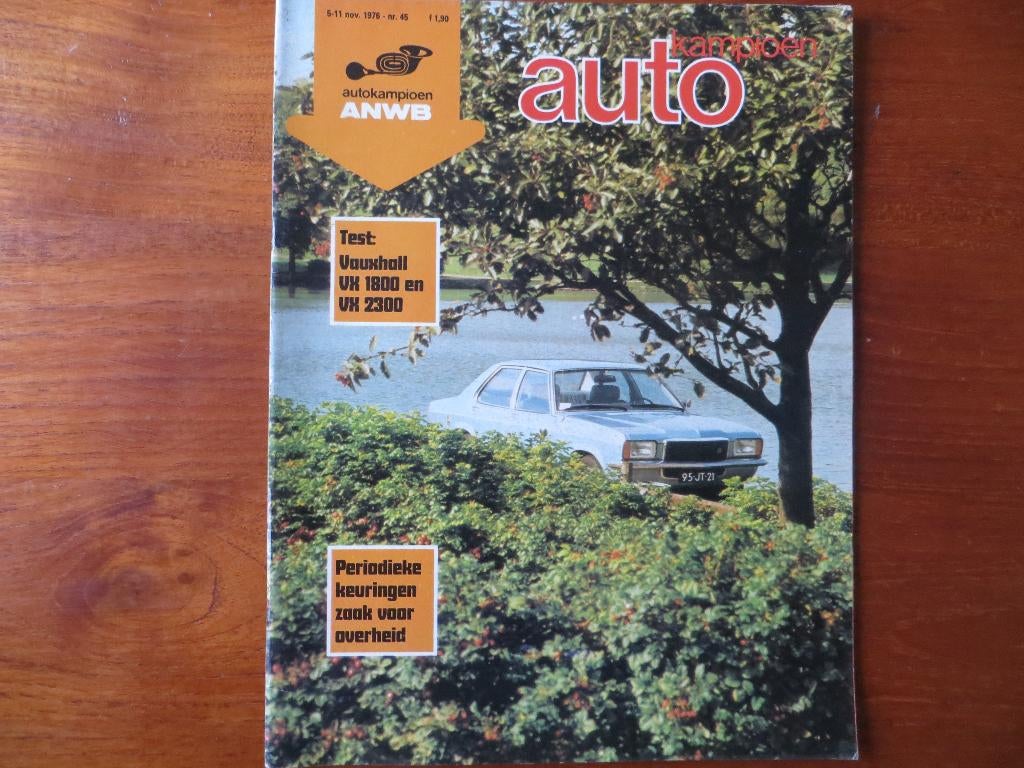 5-11 nov. 1976 - nr. 45 f 1,90
autokampioen
ANWB
kampioen
auto
Test:
Vauxhall
VX 1800 en
VX 2300
95-JT-21
Periodieke
keuringen
zaak voor
overheid